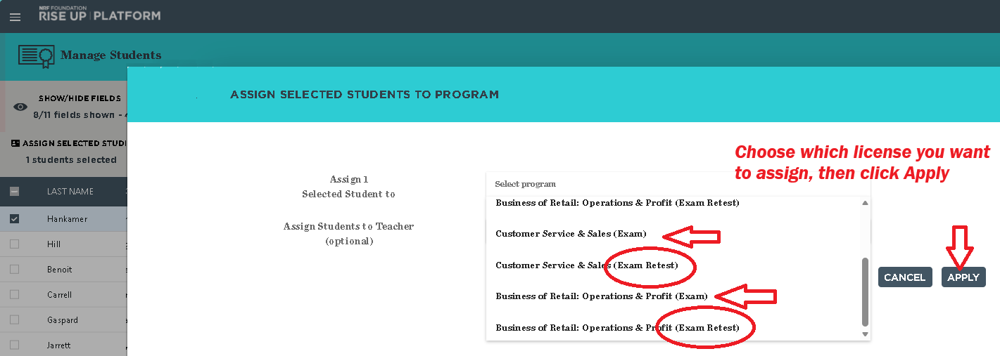 NRF FOUNDATION
RISE UP | PLATFORM
Manage Students
SHOW/HIDE FIELDS
8/11 fields shown -
ASSIGN SELECTED STUDI
1 students selected
LAST NAME
Hankamer
Hill
Benoit
Carrell
Gaspard
Jarrett
ASSIGN SELECTED STUDENTS TO PROGRAM
Choose which license you want
to assign, then click Apply
Assign 1
Selected Student to
Assign Students to Teacher
(optional)
Select program
Business of Retail: Operations & Profit (Exam Retest)
Customer Service & Sales (Exam)
Customer Service & Sales (Exam Retest)
Business of Retail: Operations & Profit (Exam)
Business of Retail: Operations & Profit (Exam Retest)
CANCEL
APPLY